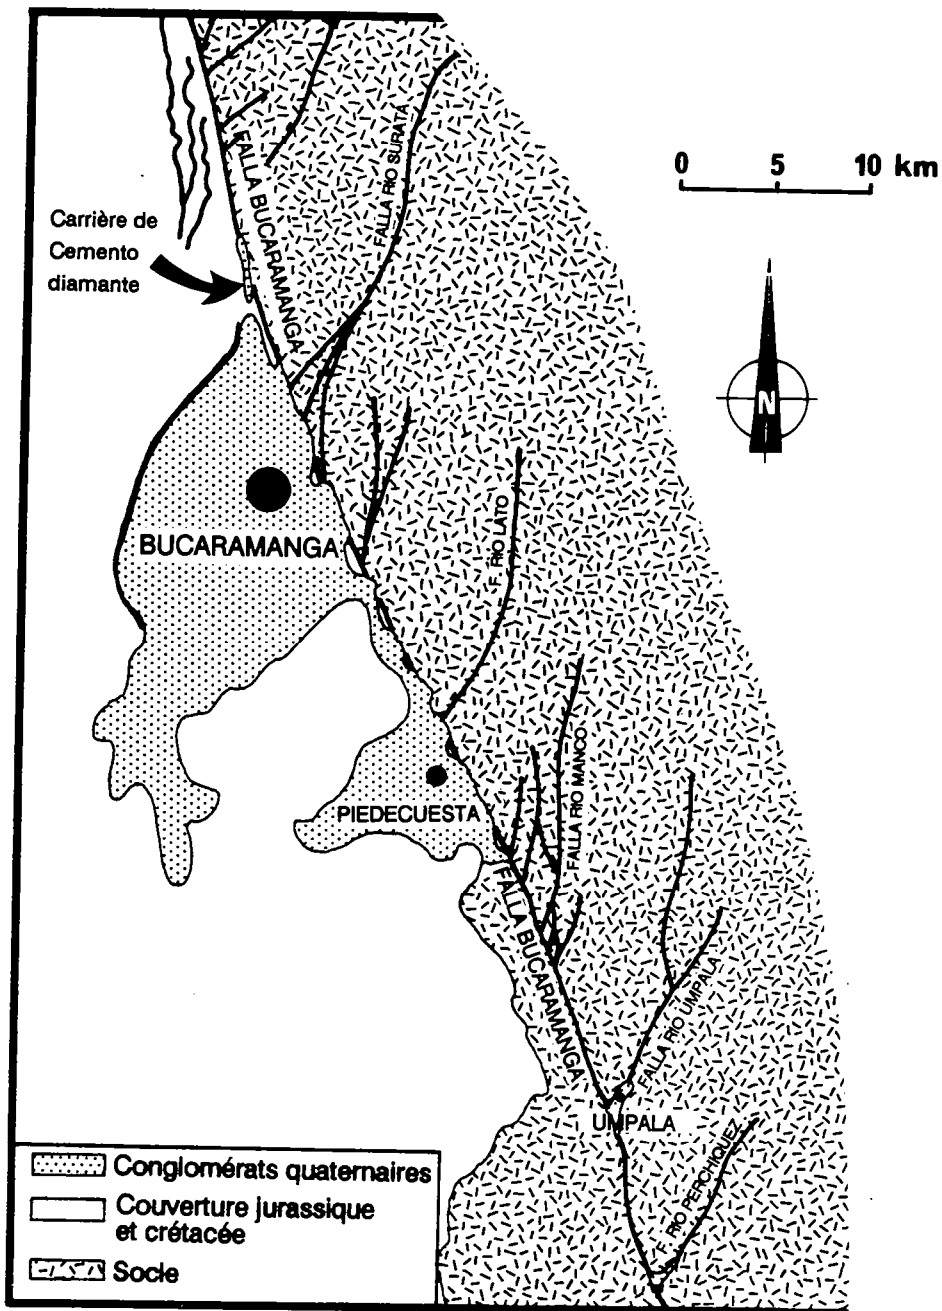 FALLA RIO SURATA
0 5 10 km
FALLA BUCARAMANGA
Carrière de
Cemento
diamante
N
F. RIO LATO
BUCARAMANGA
FALLA RIO MANCO
PIEDECUESTA
FALLA BUCARAMANGA
FALLA RIO UMPALA
UMPALA
F. RIO PERCHIQUEZ
Conglomérats quaternaires
Couverture jurassique
et crétacée
Socle